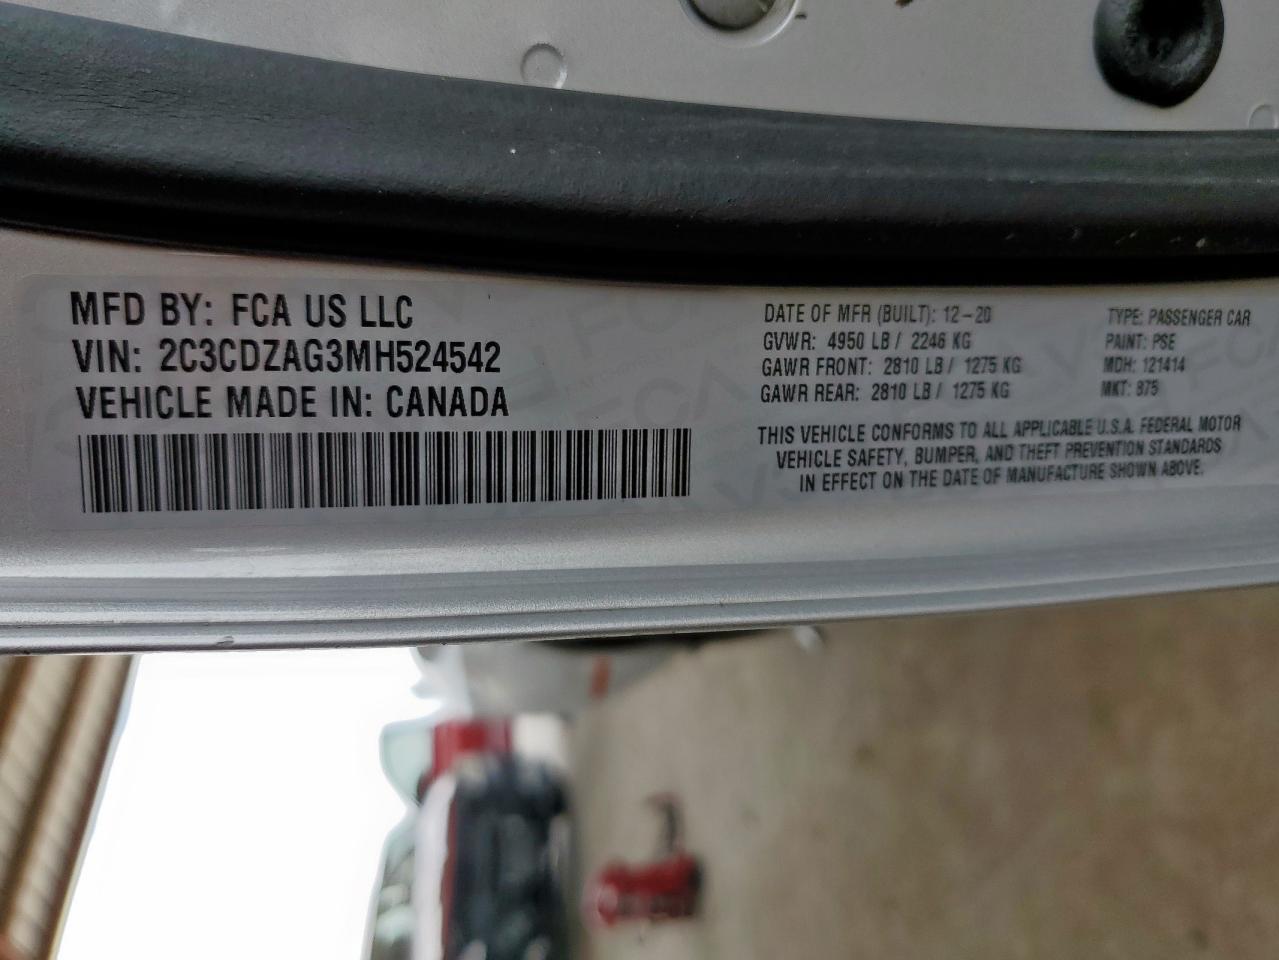 MFD BY: FCA US LLC
VIN: 2C3CDZAG3MH524542
VEHICLE MADE IN: CANADA
DATE OF MFR (BUILT): 12-20
GVWR: 4950 LB / 2246 KG
GAWR FRONT: 2810 LB / 1275 KG
GAWR REAR: 2810 LB / 1275 KG
TYPE: PASSENGER CAR
PAINT: PSE
MDH: 121414
MKT: 875
THIS VEHICLE CONFORMS TO ALL APPLICABLE U.S.A. FEDERAL MOTOR
VEHICLE SAFETY, BUMPER, AND THEFT PREVENTION STANDARDS
IN EFFECT ON THE DATE OF MANUFACTURE SHOWN ABOVE.